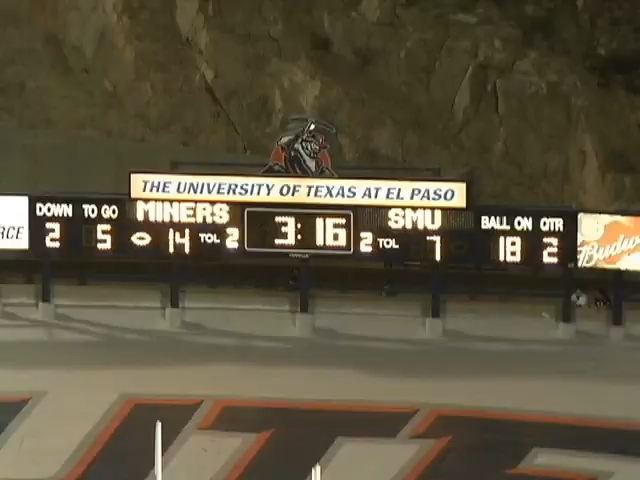 THE UNIVERSITY OF TEXAS AT EL PASO
DOWN TO GO MINERS 3:16 SMU BALL ON QTR
2 5 14 TOL 2 2 TOL 7 18 2